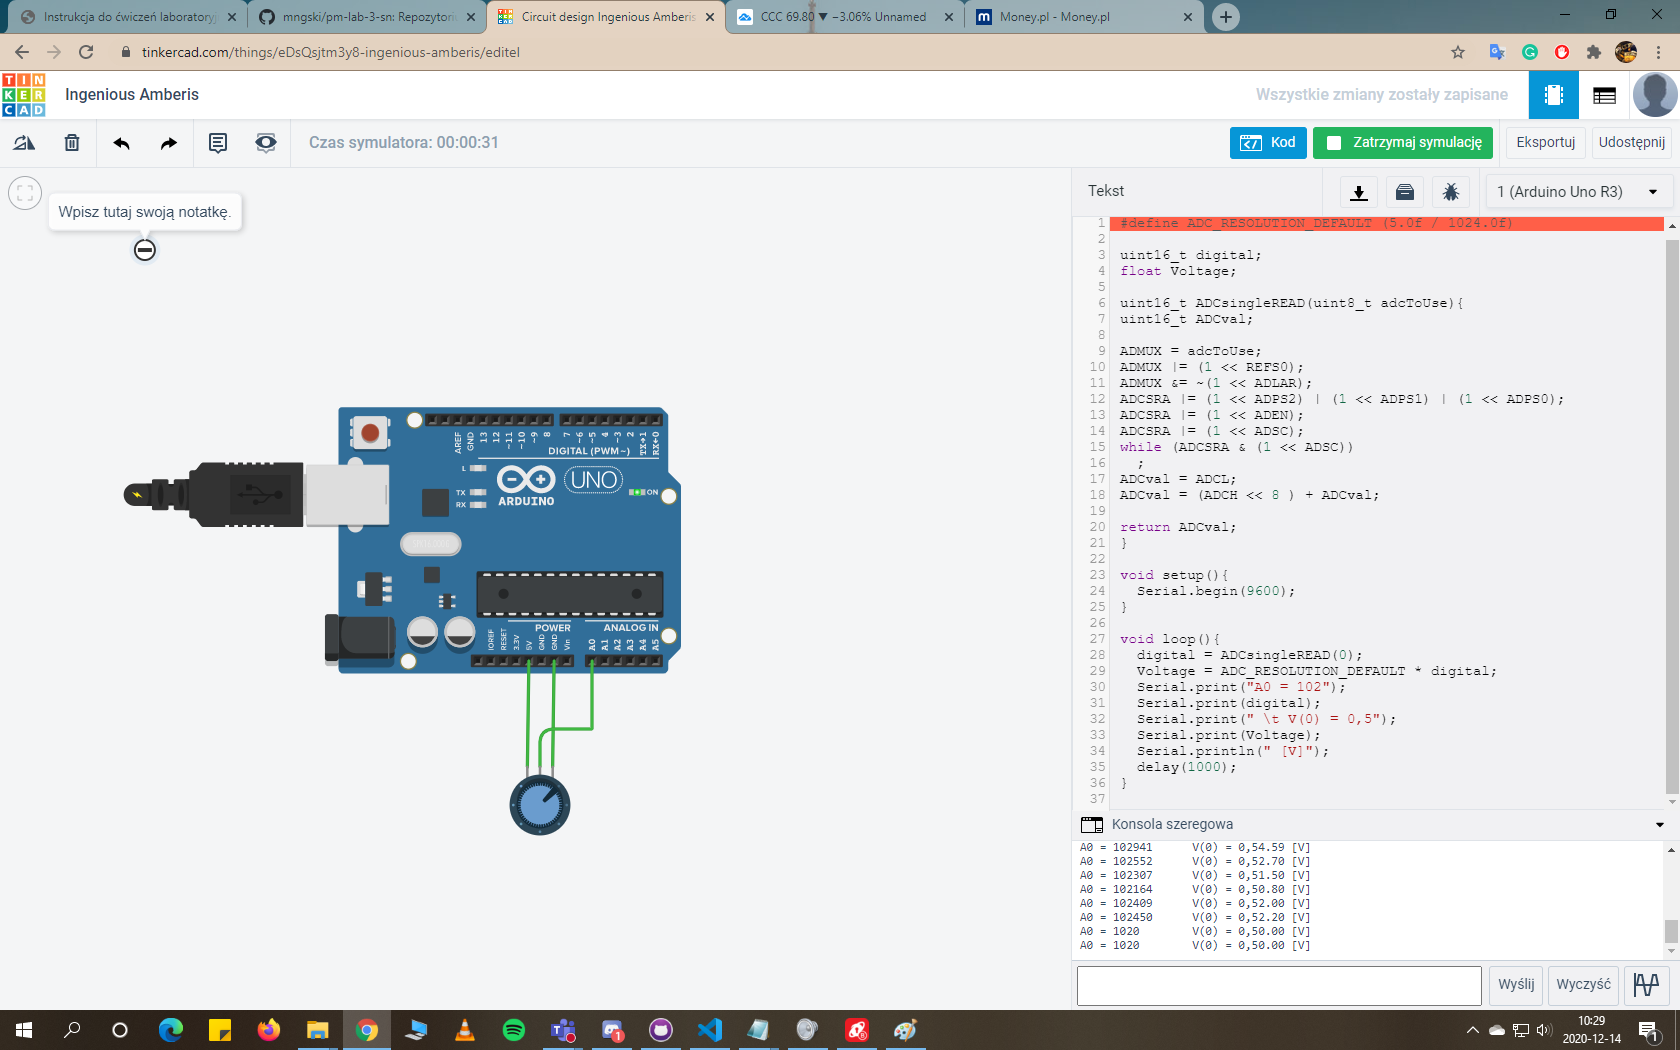 Instrukcja do ćwiczeń laboratoryj
mngski/pm-lab-3-sn: Repozytori
Circuit design Ingenious Amberis
CCC 69.80 ▼ −3.06% Unnamed
Money.pl - Money.pl
tinkercad.com/things/eDsQsjtm3y8-ingenious-amberis/editel
TIN
KER
CAD
Ingenious Amberis
Wszystkie zmiany zostały zapisane
Czas symulatora: 00:00:31
Kod
Zatrzymaj symulację
Eksportuj
Udostępnij
Wpisz tutaj swoją notatkę.
Tekst
1 (Arduino Uno R3)
1 #define ADC_RESOLUTION_DEFAULT (5.0f / 1024.0f)
2
3 uint16_t digital;
4 float Voltage;
5
6 uint16_t ADCsingleREAD(uint8_t adcToUse){
7 uint16_t ADCval;
8
9 ADMUX = adcToUse;
10 ADMUX |= (1 << REFS0);
11 ADMUX &= ~(1 << ADLAR);
12 ADCSRA |= (1 << ADPS2) | (1 << ADPS1) | (1 << ADPS0);
13 ADCSRA |= (1 << ADEN);
14 ADCSRA |= (1 << ADSC);
15 while (ADCSRA & (1 << ADSC))
16 ;
17 ADCval = ADCL;
18 ADCval = (ADCH << 8 ) + ADCval;
19
20 return ADCval;
21 }
22
23 void setup(){
24 Serial.begin(9600);
25 }
26
27 void loop(){
28 digital = ADCsingleREAD(0);
29 Voltage = ADC_RESOLUTION_DEFAULT * digital;
30 Serial.print("A0 = 102");
31 Serial.print(digital);
32 Serial.print(" \t V(0) = 0,5");
33 Serial.print(Voltage);
34 Serial.println(" [V]");
35 delay(1000);
36 }
37
AREF GND 13 12 ~11 ~10 ~9 8 7 ~6 ~5 4 ~3 2 TX→1 RX←0
DIGITAL (PWM~)
L
TX
RX
UNO
ARDUINO
ON
POWER
ANALOG IN
IOREF RESET 3.3V 5V GND GND Vin A0 A1 A2 A3 A4 A5
Konsola szeregowa
A0 = 102941 V(0) = 0,54.59 [V]
A0 = 102552 V(0) = 0,52.70 [V]
A0 = 102307 V(0) = 0,51.50 [V]
A0 = 102164 V(0) = 0,50.80 [V]
A0 = 102409 V(0) = 0,52.00 [V]
A0 = 102450 V(0) = 0,52.20 [V]
A0 = 1020 V(0) = 0,50.00 [V]
A0 = 1020 V(0) = 0,50.00 [V]
Wyślij
Wyczyść
10:29
2020-12-14